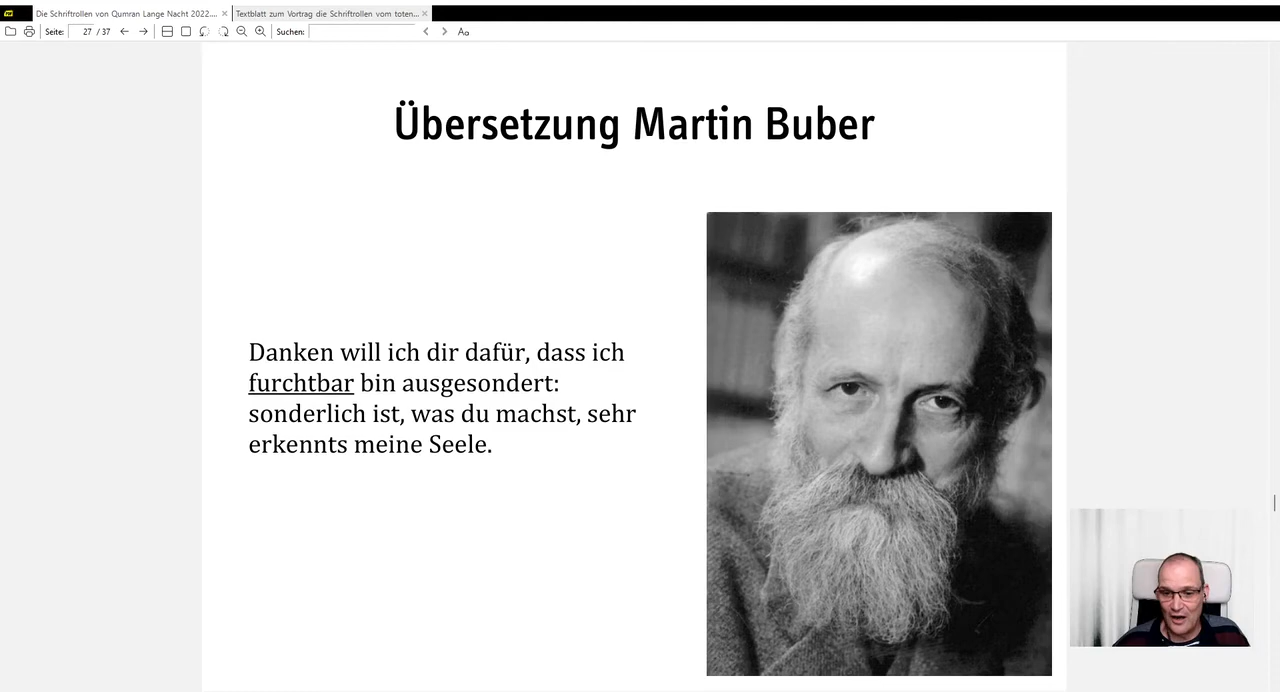 Die Schriftrollen von Qumran Lange Nacht 2022....
Textblatt zum Vortrag die Schriftrollen vom toten...
Seite: 27 / 37 Suchen: Aa
Übersetzung Martin Buber
Danken will ich dir dafür, dass ich
furchtbar bin ausgesondert:
sonderlich ist, was du machst, sehr
erkennts meine Seele.